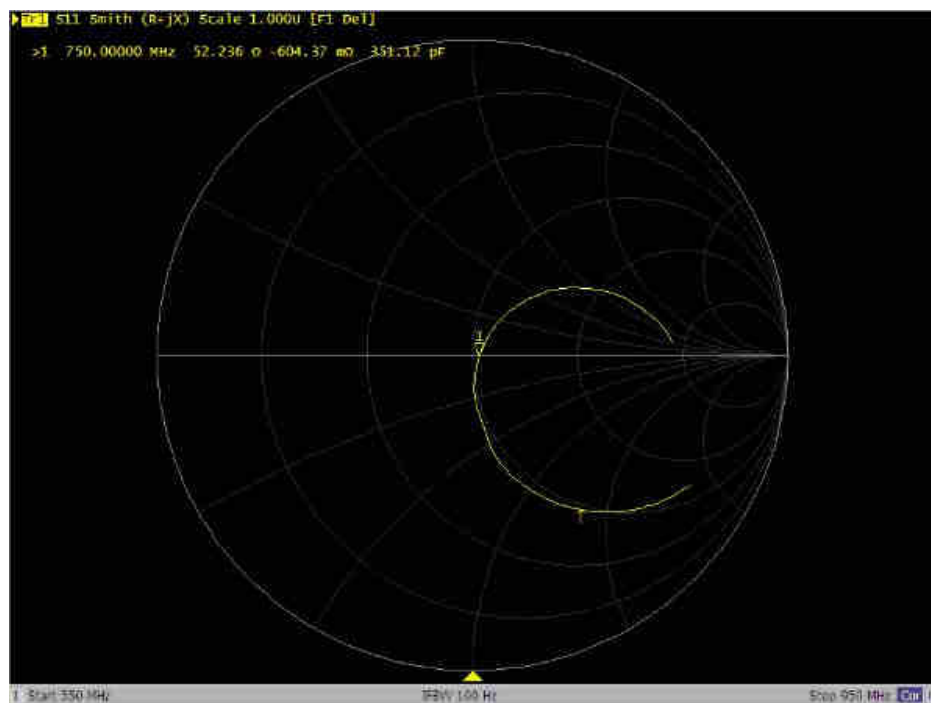 Tr1 S11 Smith (R+jX) Scale 1.000U [F1 Del]
>1 750.00000 MHz 52.236 Ω -604.37 mΩ 351.12 pF
1
1
1 Start 550 MHz IFBW 100 Hz Stop 950 MHz Cor